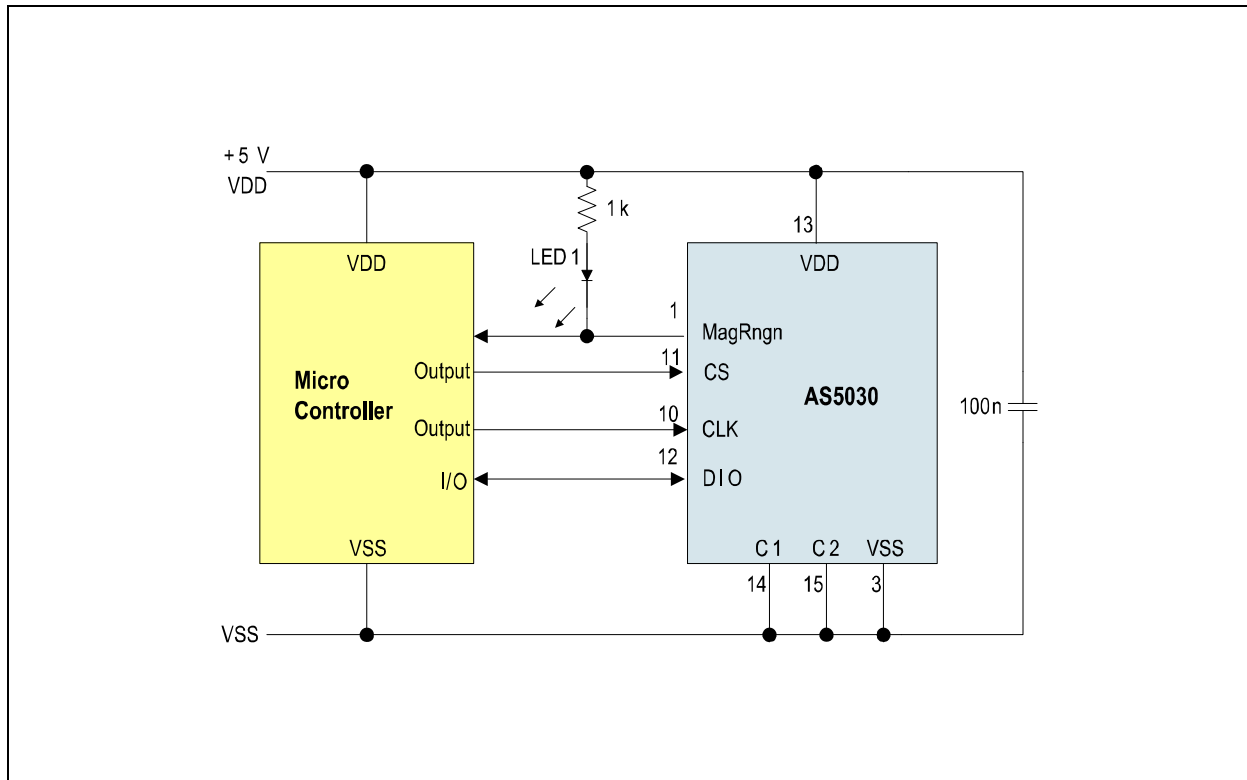 +5 V
VDD
1k
13
VDD
LED 1
VDD
1
MagRngn
11
Output
CS
Micro
Controller
AS5030
100n
10
Output
CLK
12
I/O
DIO
VSS
C1
C2
VSS
14
15
3
VSS